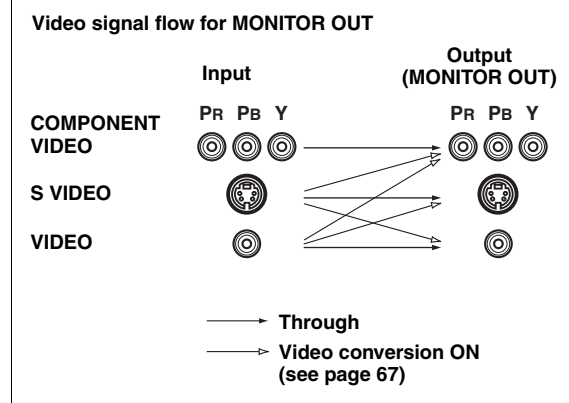 Video signal flow for MONITOR OUT
Input
Output
(MONITOR OUT)
PR PB Y
PR PB Y
COMPONENT
VIDEO
S VIDEO
VIDEO
Through
Video conversion ON
(see page 67)